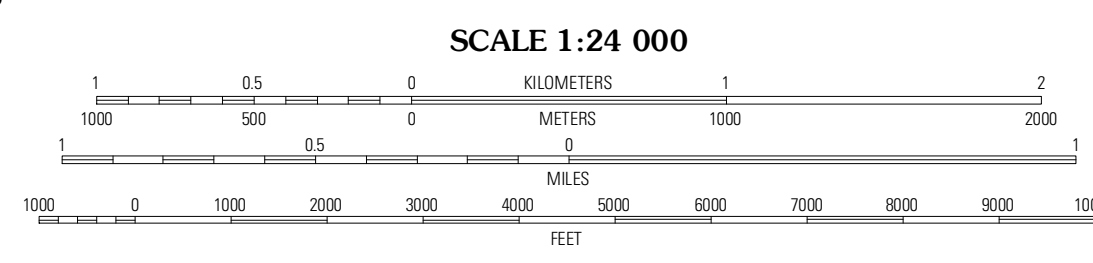 SCALE 1:24 000
1 0.5 0 KILOMETERS 1 2
1000 500 0 METERS 1000 2000
1 0.5 0 1
MILES
1000 0 1000 2000 3000 4000 5000 6000 7000 8000 9000
FEET